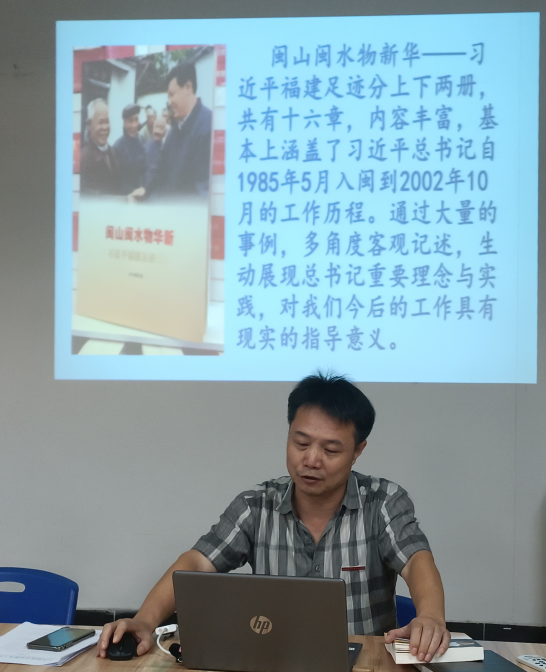 闽山闽水物新华——习
近平福建足迹分上下两册，
共有十六章，内容丰富，基
本上涵盖了习近平总书记自
1985年5月入闽到2002年10
月的工作历程。通过大量的
事例，多角度客观记述，生
动展现总书记重要理念与实
践，对我们今后的工作具有
现实的指导意义。
闽山闽水物华新
hp